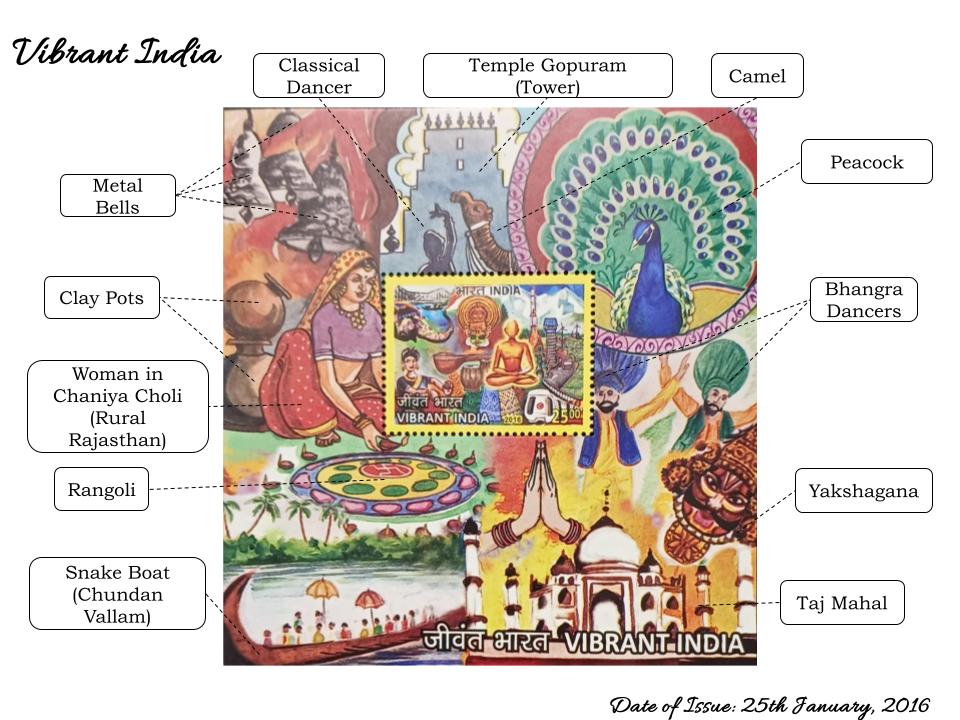 Vibrant India
Classical
Dancer
Temple Gopuram
(Tower)
Camel
Peacock
Metal
Bells
Clay Pots
Bhangra
Dancers
भारत INDIA
जीवंत भारत
VIBRANT INDIA
2016
2500
Woman in
Chaniya Choli
(Rural
Rajasthan)
Rangoli
Yakshagana
Snake Boat
(Chundan
Vallam)
Taj Mahal
जीवंत भारत VIBRANT INDIA
Date of Issue: 25th January, 2016